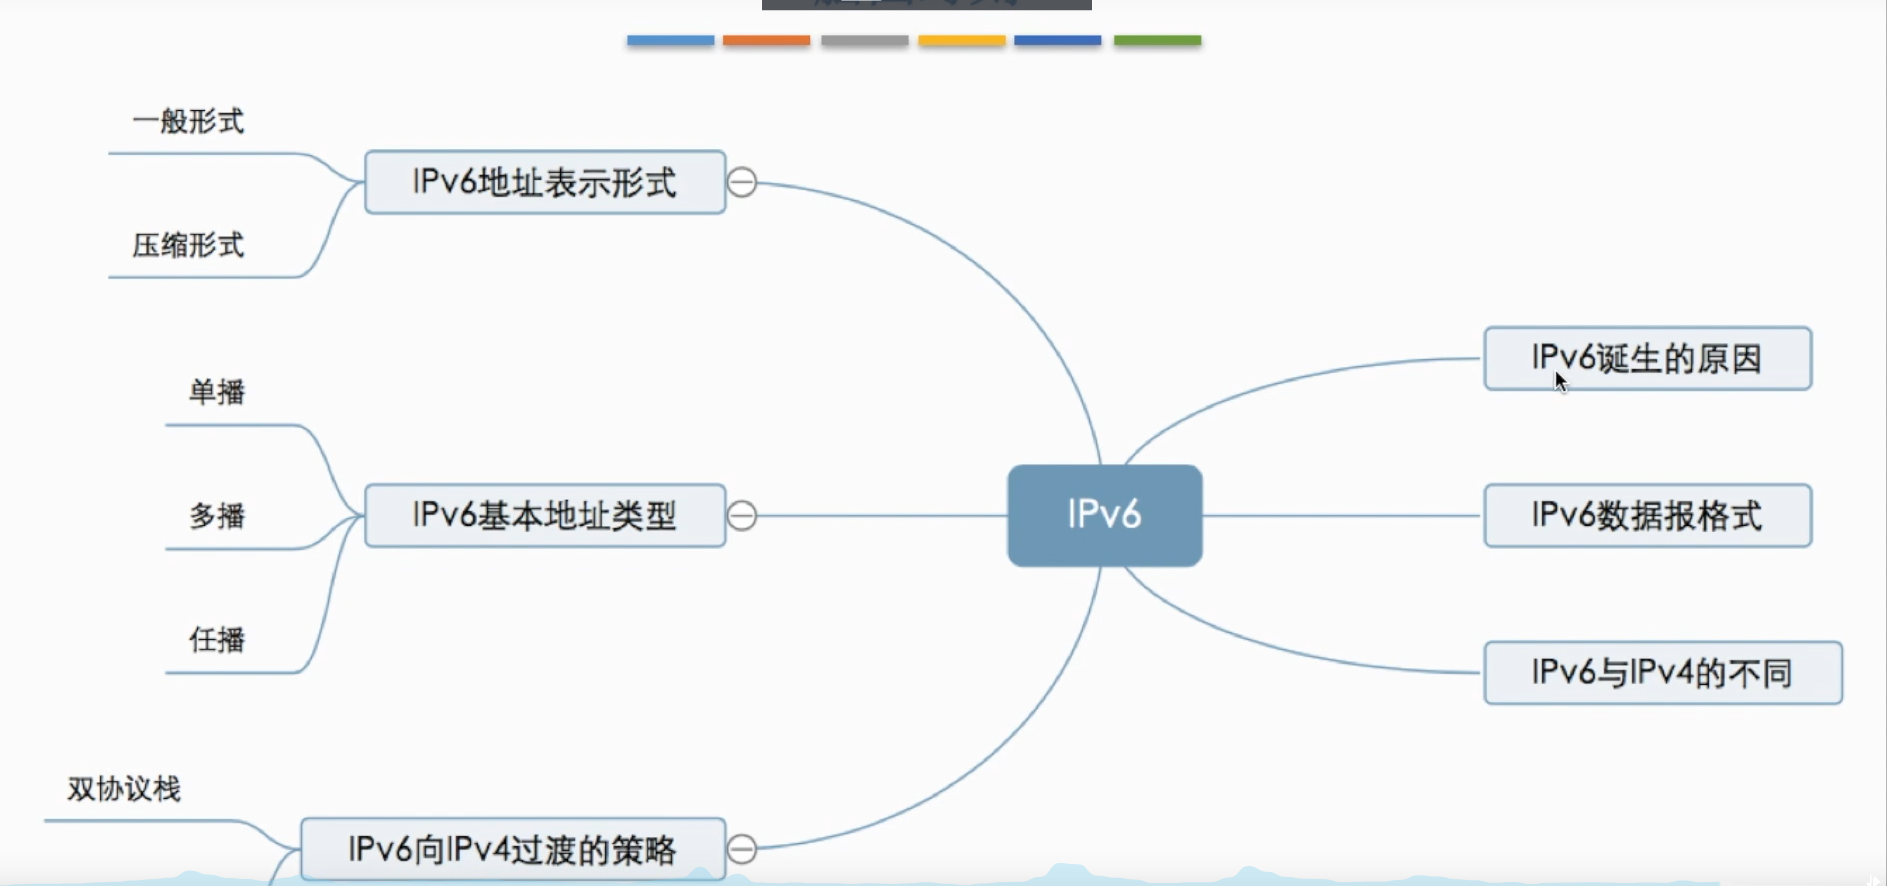 一般形式
IPv6地址表示形式
压缩形式
单播
IPv6基本地址类型
多播
任播
双协议栈
IPv6向IPv4过渡的策略
IPv6
IPv6诞生的原因
IPv6数据报格式
IPv6与IPv4的不同